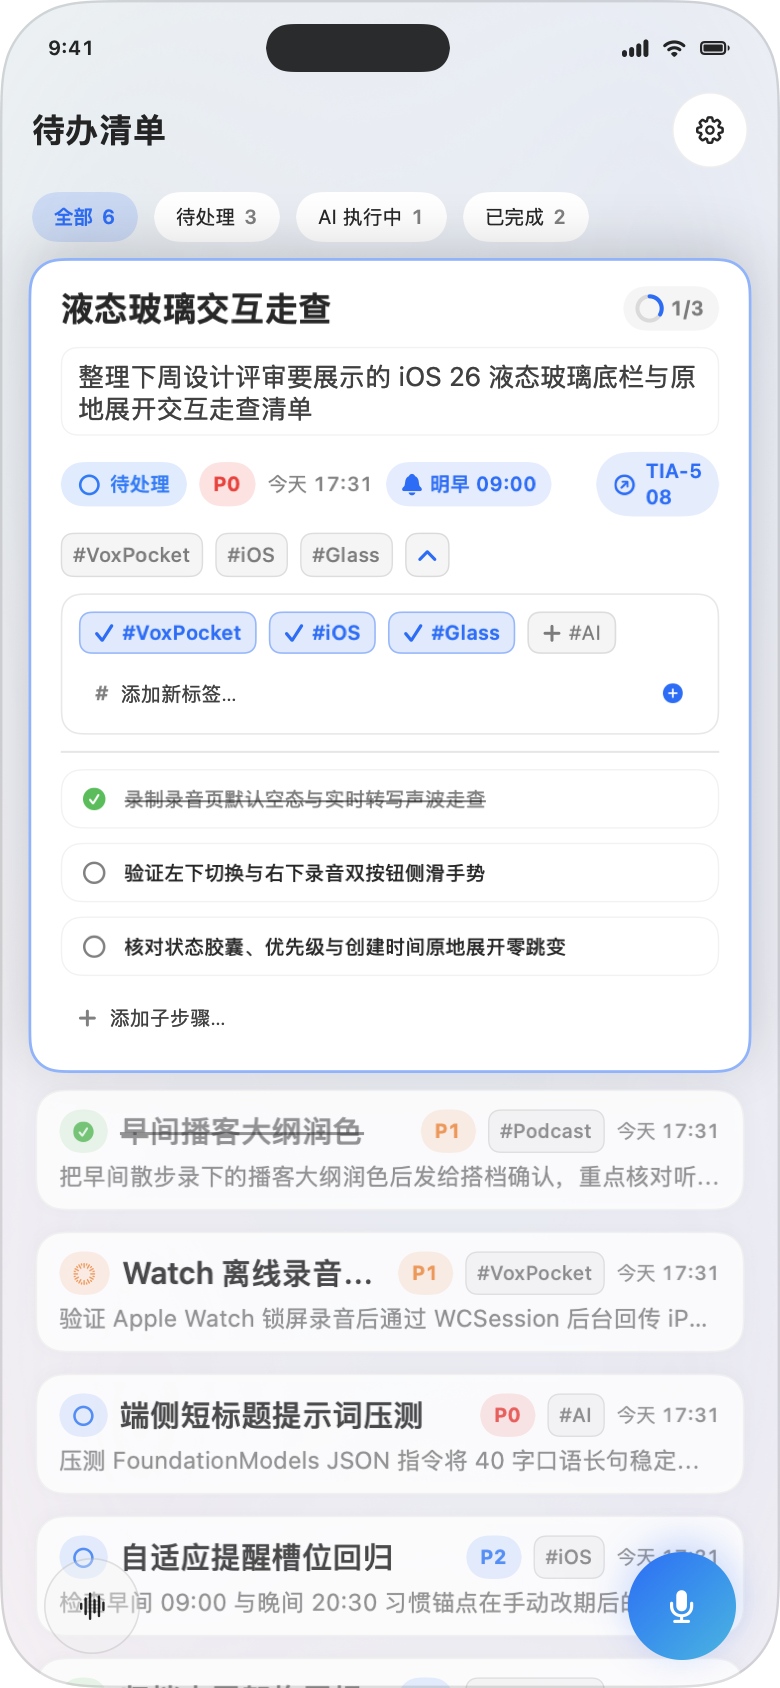 9:41
待办清单
全部 6
待处理 3
AI 执行中 1
已完成 2
液态玻璃交互走查
1/3
整理下周设计评审要展示的 iOS 26 液态玻璃底栏与原
地展开交互走查清单
待处理
P0
今天 17:31
明早 09:00
TIA-5
08
#VoxPocket
#iOS
#Glass
#VoxPocket
#iOS
#Glass
#AI
# 添加新标签...
录制录音页默认空态与实时转写声波走查
验证左下切换与右下录音双按钮侧滑手势
核对状态胶囊、优先级与创建时间原地展开零跳变
添加子步骤...
早间播客大纲润色
P1
#Podcast
今天 17:31
把早间散步录下的播客大纲润色后发给搭档确认，重点核对听...
Watch 离线录音...
P1
#VoxPocket
今天 17:31
验证 Apple Watch 锁屏录音后通过 WCSession 后台回传 iP...
端侧短标题提示词压测
P0
#AI
今天 17:31
压测 FoundationModels JSON 指令将 40 字口语长句稳定...
自适应提醒槽位回归
P2
#iOS
今天 17:31
检查早间 09:00 与晚间 20:30 习惯锚点在手动改期后的